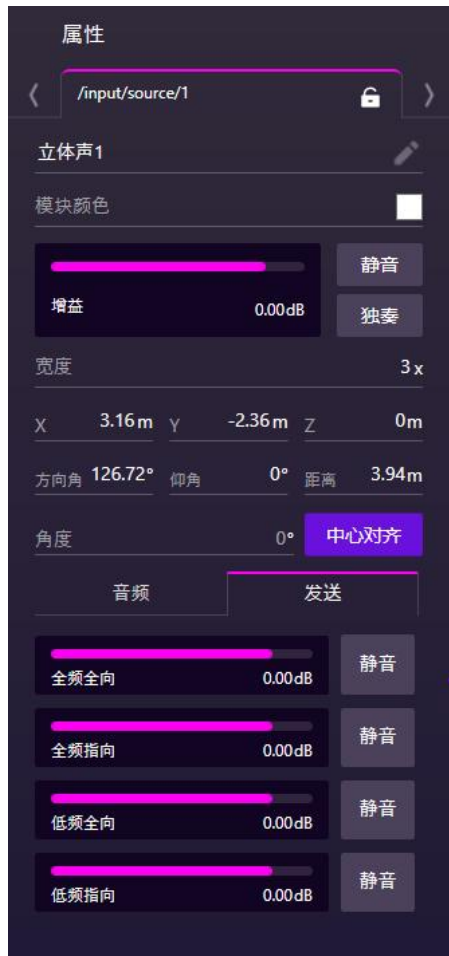 属性
/input/source/1
立体声1
模块颜色
静音
增益 0.00dB
独奏
宽度 3x
X 3.16m Y -2.36m Z 0m
方向角 126.72° 仰角 0° 距离 3.94m
角度 0° 中心对齐
音频 发送
静音
全频全向 0.00dB
静音
全频指向 0.00dB
静音
低频全向 0.00dB
静音
低频指向 0.00dB